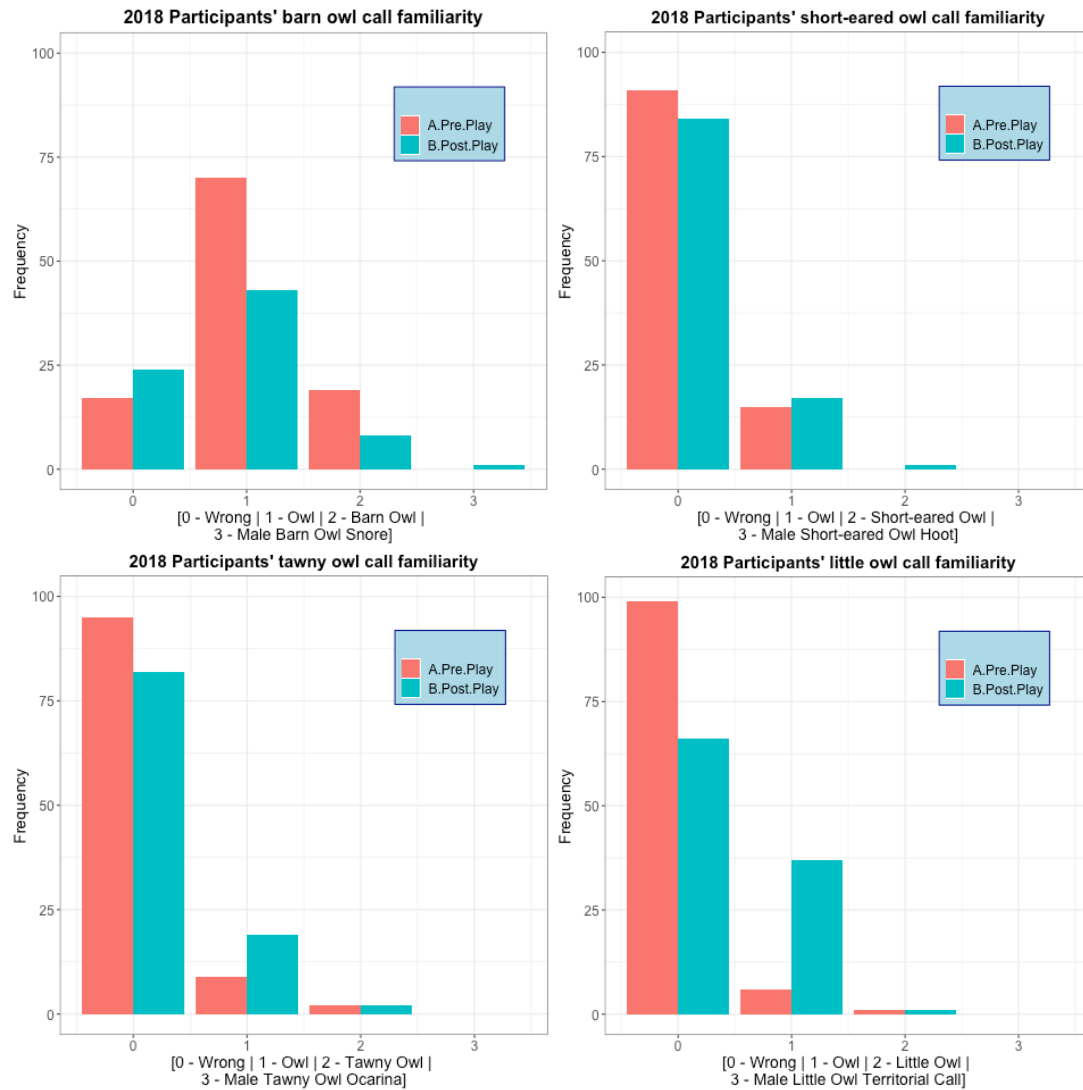 2018 Participants' barn owl call familiarity
100
75
50
25
0
Frequency
A.Pre.Play
B.Post.Play
0 1 2 3
[0 - Wrong | 1 - Owl | 2 - Barn Owl |
3 - Male Barn Owl Snore]
2018 Participants' short-eared owl call familiarity
100
75
50
25
0
Frequency
A.Pre.Play
B.Post.Play
0 1 2 3
[0 - Wrong | 1 - Owl | 2 - Short-eared Owl |
3 - Male Short-eared Owl Hoot]
2018 Participants' tawny owl call familiarity
100
75
50
25
0
Frequency
A.Pre.Play
B.Post.Play
0 1 2 3
[0 - Wrong | 1 - Owl | 2 - Tawny Owl |
3 - Male Tawny Owl Ocarina]
2018 Participants' little owl call familiarity
100
75
50
25
0
Frequency
A.Pre.Play
B.Post.Play
0 1 2 3
[0 - Wrong | 1 - Owl | 2 - Little Owl |
3 - Male Little Owl Territorial Call]